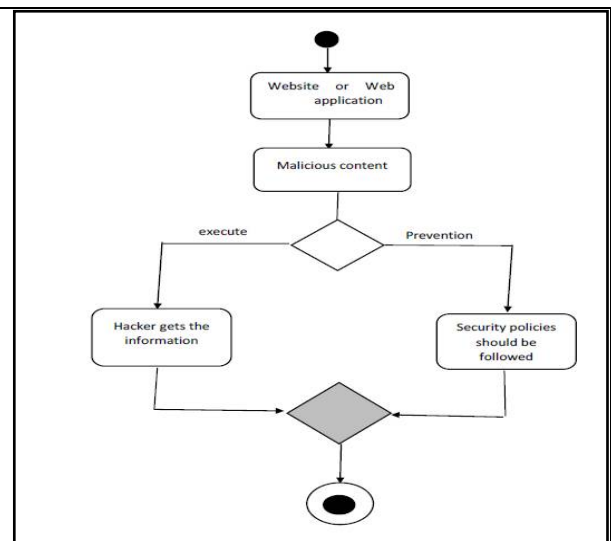 Website or Web
application
Malicious content
execute
Prevention
Hacker gets the
information
Security policies
should be
followed